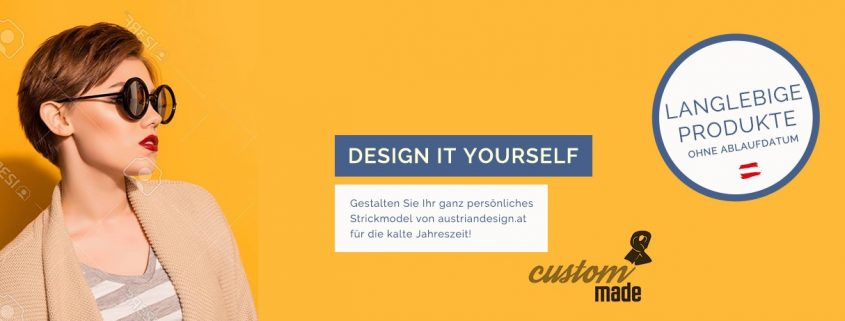 DESIGN IT YOURSELF
Gestalten Sie Ihr ganz persönliches
Strickmodel von austriandesign.at
für die kalte Jahreszeit!
LANGLEBIGE
PRODUKTE
OHNE ABLAUFDATUM
custom
made